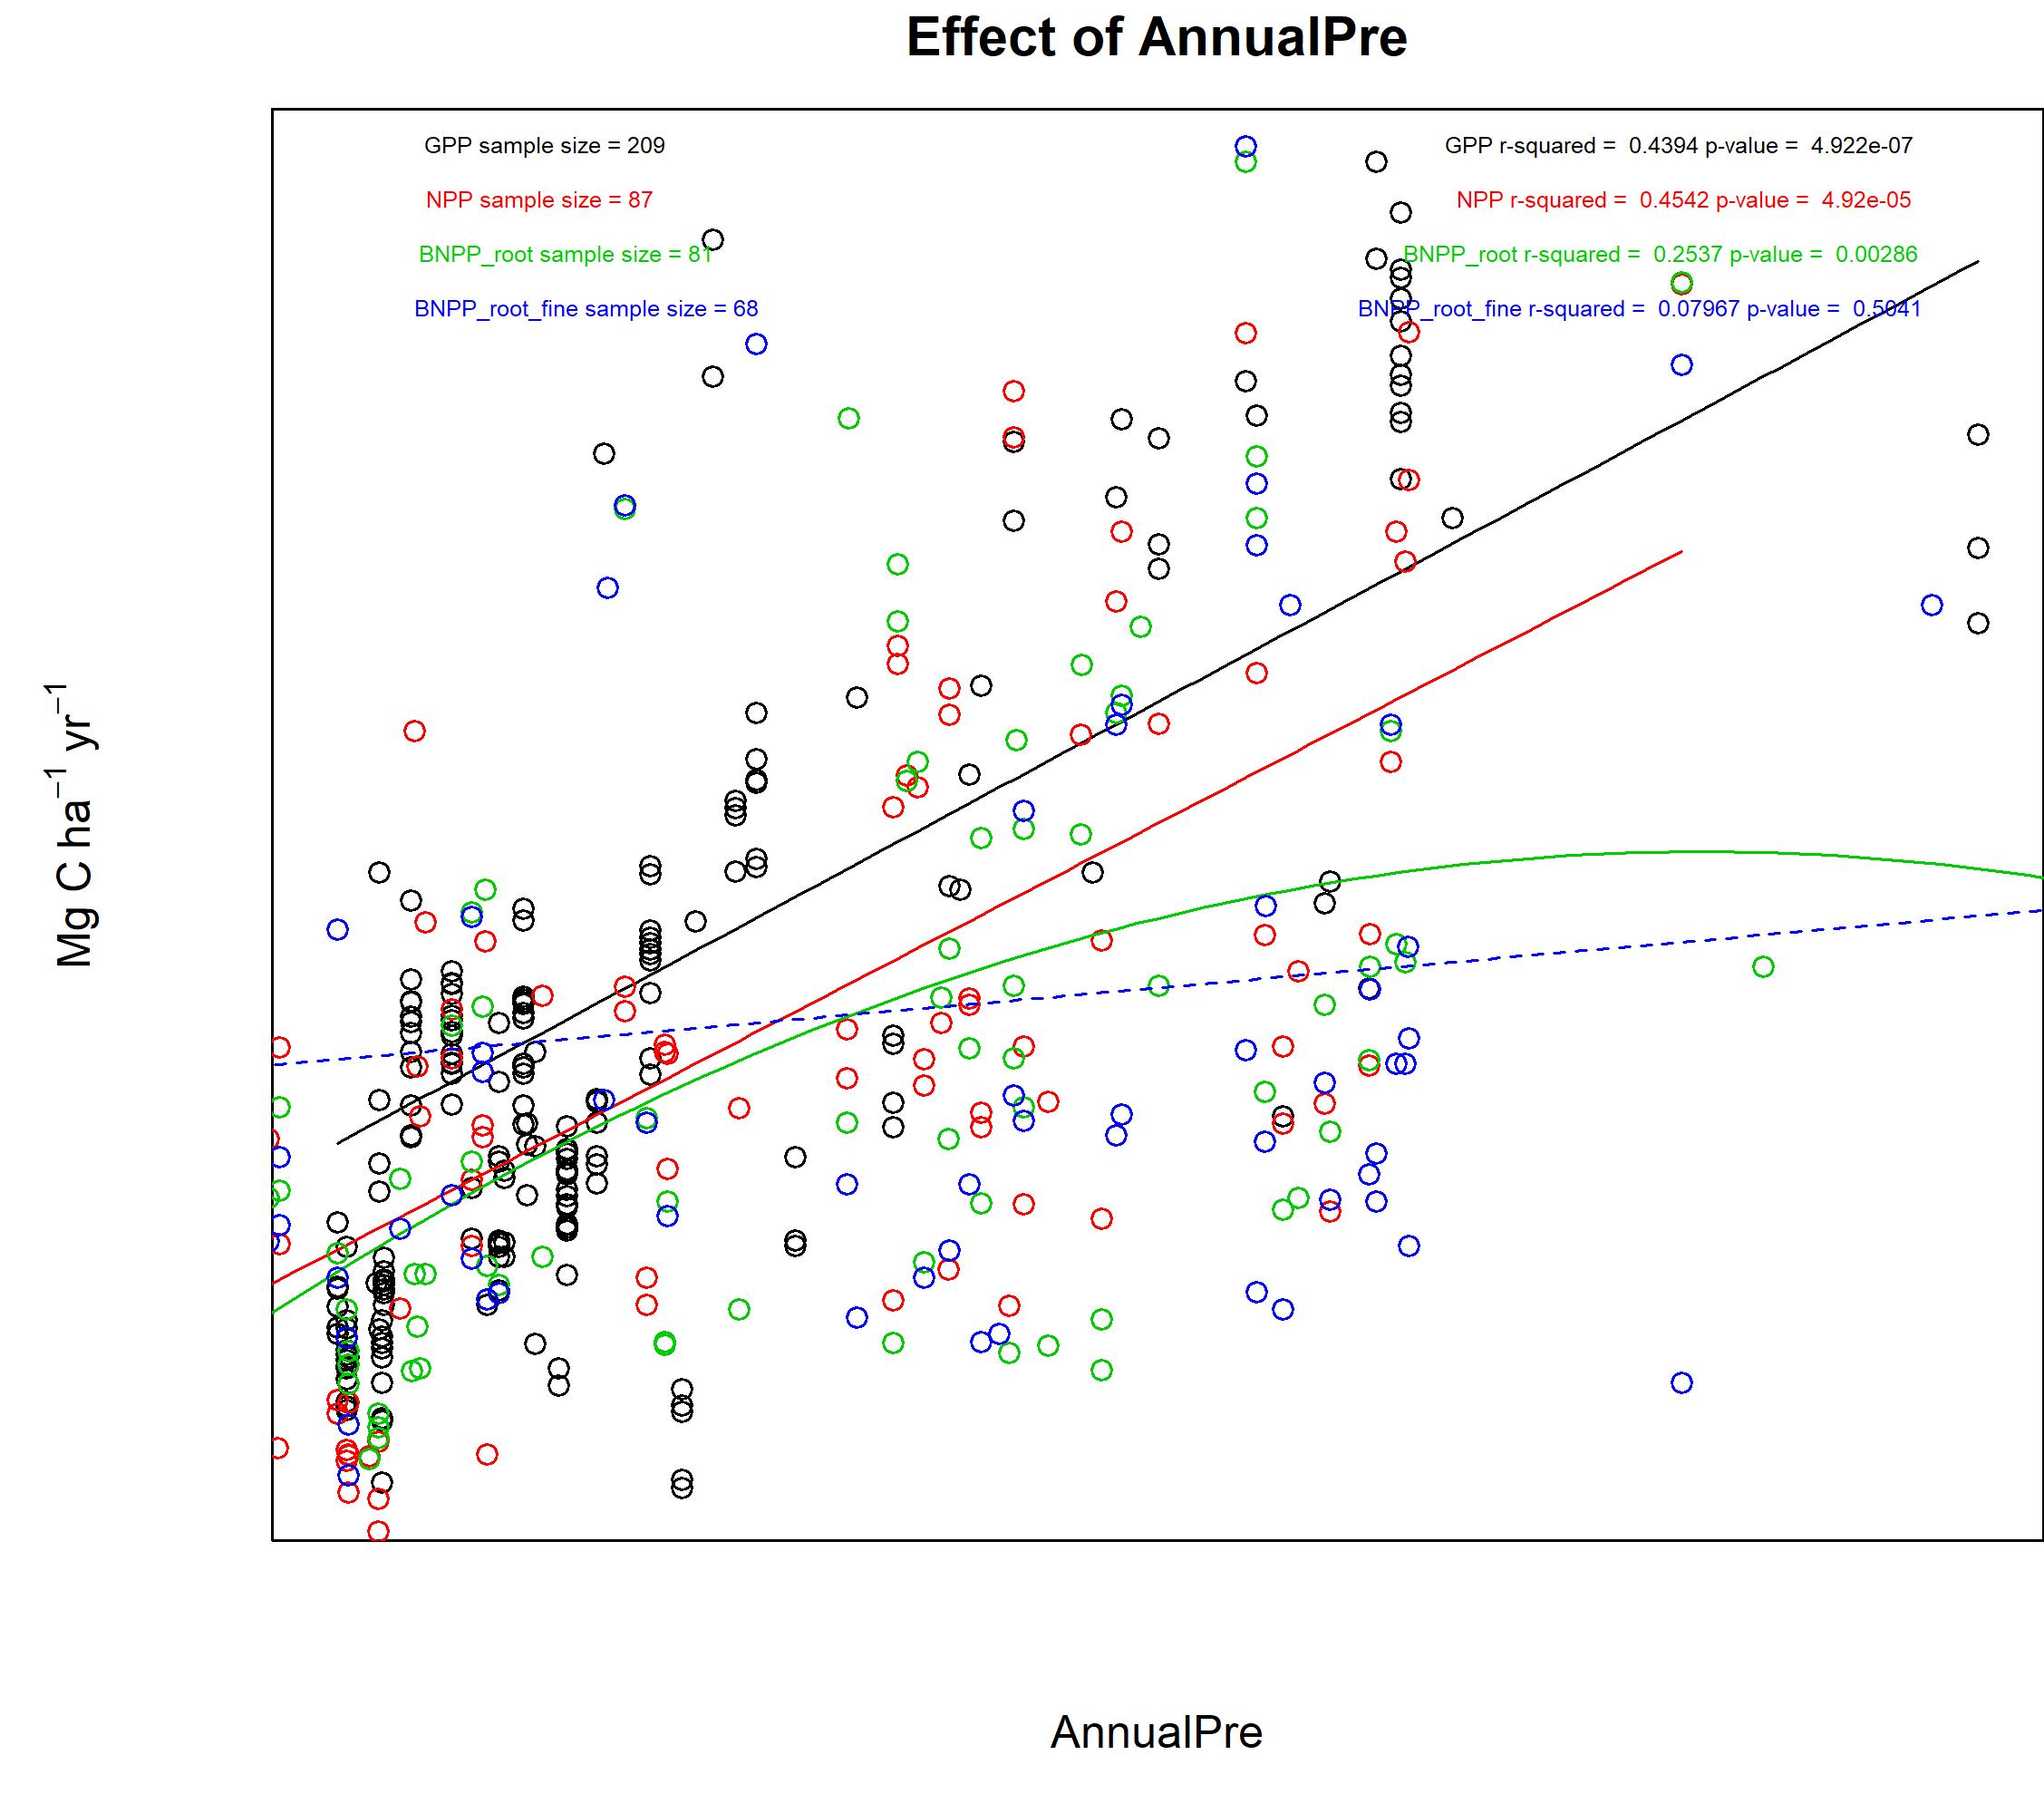 Effect of AnnualPre
GPP sample size = 209
GPP r-squared = 0.4394 p-value = 4.922e-07
NPP sample size = 87
NPP r-squared = 0.4542 p-value = 4.92e-05
BNPP_root sample size = 81
BNPP_root r-squared = 0.2537 p-value = 0.00286
BNPP_root_fine sample size = 68
BNPP_root_fine r-squared = 0.07967 p-value = 0.5041
Mg C ha⁻¹ yr⁻¹
AnnualPre